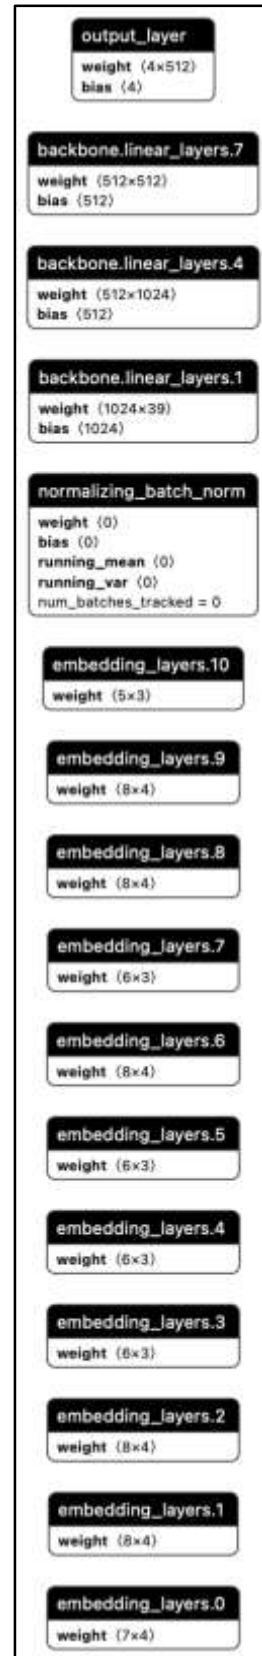 output_layer
weight (4×512)
bias (4)
backbone.linear_layers.7
weight (512×512)
bias (512)
backbone.linear_layers.4
weight (512×1024)
bias (512)
backbone.linear_layers.1
weight (1024×39)
bias (1024)
normalizing_batch_norm
weight (0)
bias (0)
running_mean (0)
running_var (0)
num_batches_tracked = 0
embedding_layers.10
weight (5×3)
embedding_layers.9
weight (8×4)
embedding_layers.8
weight (8×4)
embedding_layers.7
weight (6×3)
embedding_layers.6
weight (8×4)
embedding_layers.5
weight (6×3)
embedding_layers.4
weight (6×3)
embedding_layers.3
weight (6×3)
embedding_layers.2
weight (8×4)
embedding_layers.1
weight (8×4)
embedding_layers.0
weight (7×4)